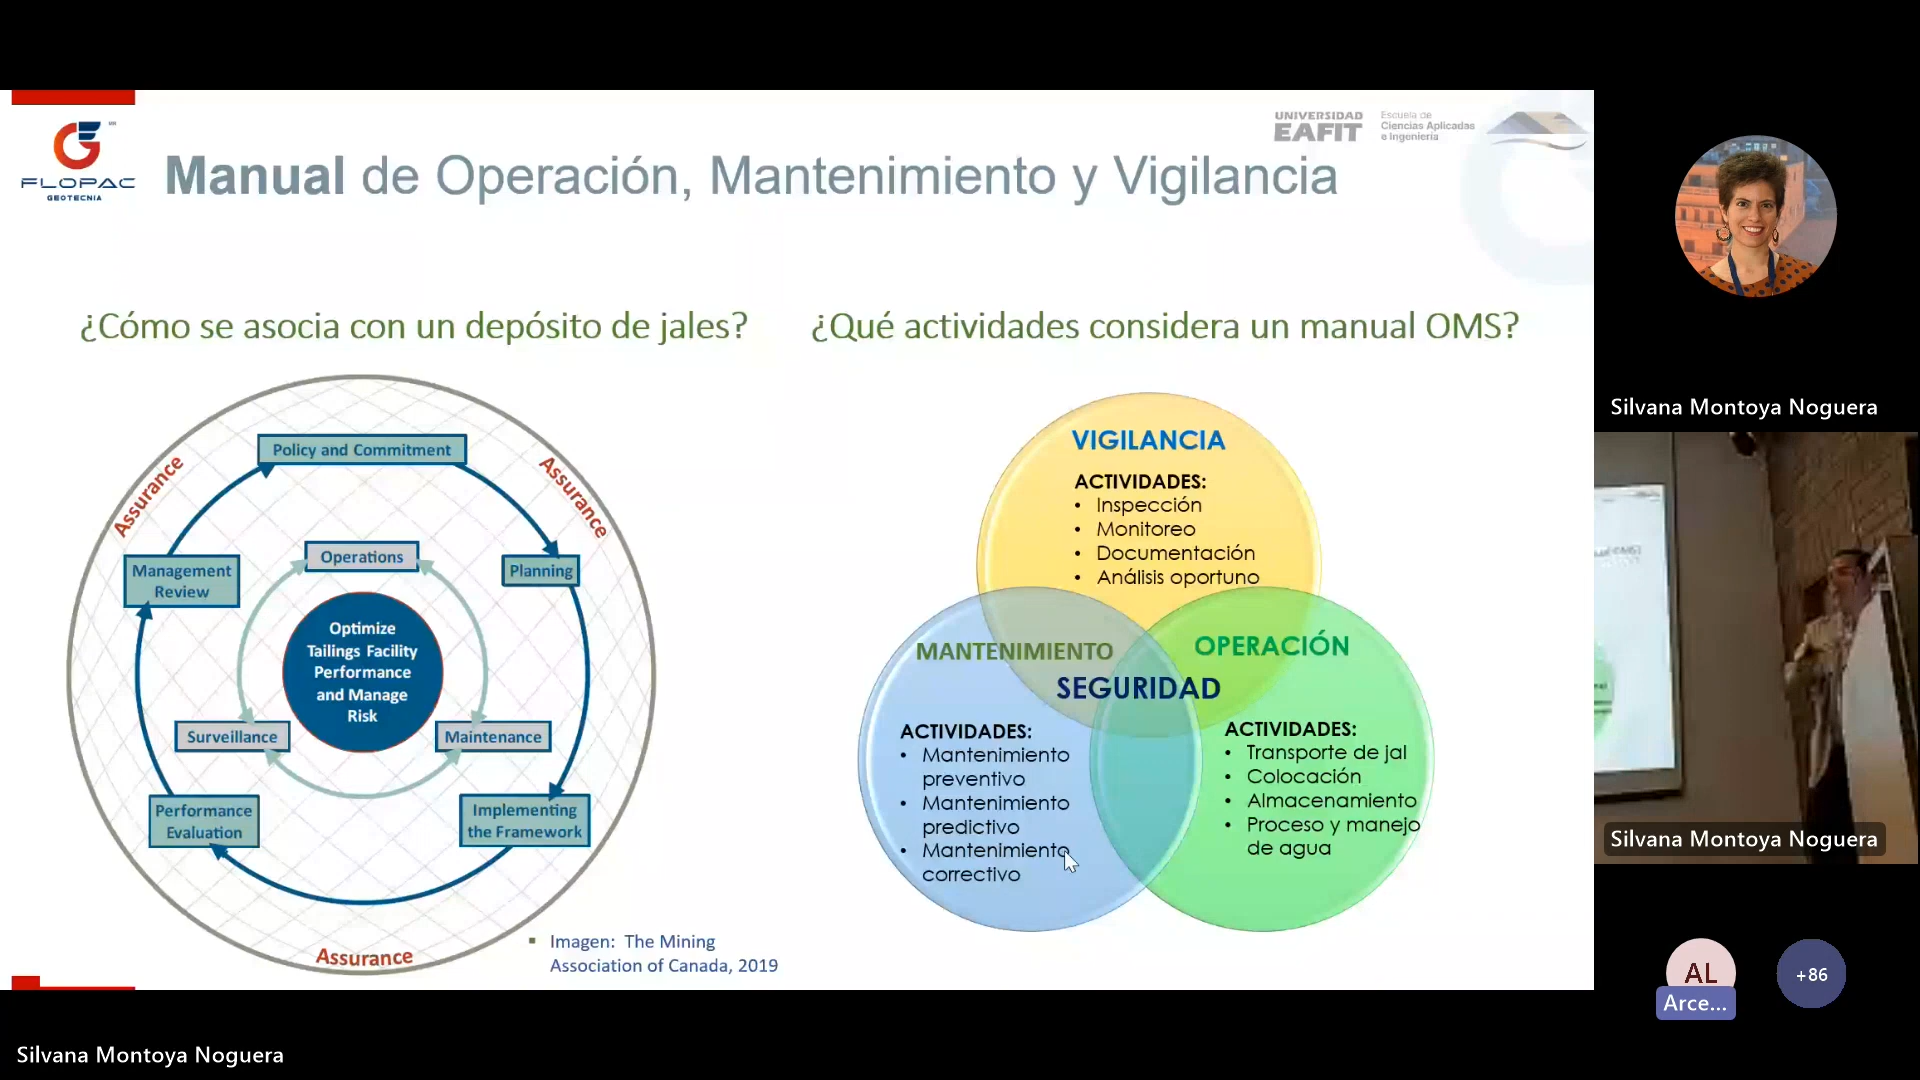 FLOPAC
GEOTECNIA
Manual de Operación, Mantenimiento y Vigilancia
UNIVERSIDAD
EAFIT
Escuela de
Ciencias Aplicadas
e Ingeniería
¿Cómo se asocia con un depósito de jales?
Assurance
Assurance
Policy and Commitment
Management
Review
Operations
Planning
Optimize
Tailings Facility
Performance
and Manage
Risk
Surveillance
Maintenance
Performance
Evaluation
Implementing
the Framework
Assurance
▪ Imagen: The Mining
Association of Canada, 2019
¿Qué actividades considera un manual OMS?
VIGILANCIA
ACTIVIDADES:
• Inspección
• Monitoreo
• Documentación
• Análisis oportuno
MANTENIMIENTO
OPERACIÓN
SEGURIDAD
ACTIVIDADES:
• Mantenimiento
preventivo
• Mantenimiento
predictivo
• Mantenimiento
correctivo
ACTIVIDADES:
• Transporte de jal
• Colocación
• Almacenamiento
• Proceso y manejo
de agua
Silvana Montoya Noguera
Silvana Montoya Noguera
AL
Arce...
+86
Silvana Montoya Noguera